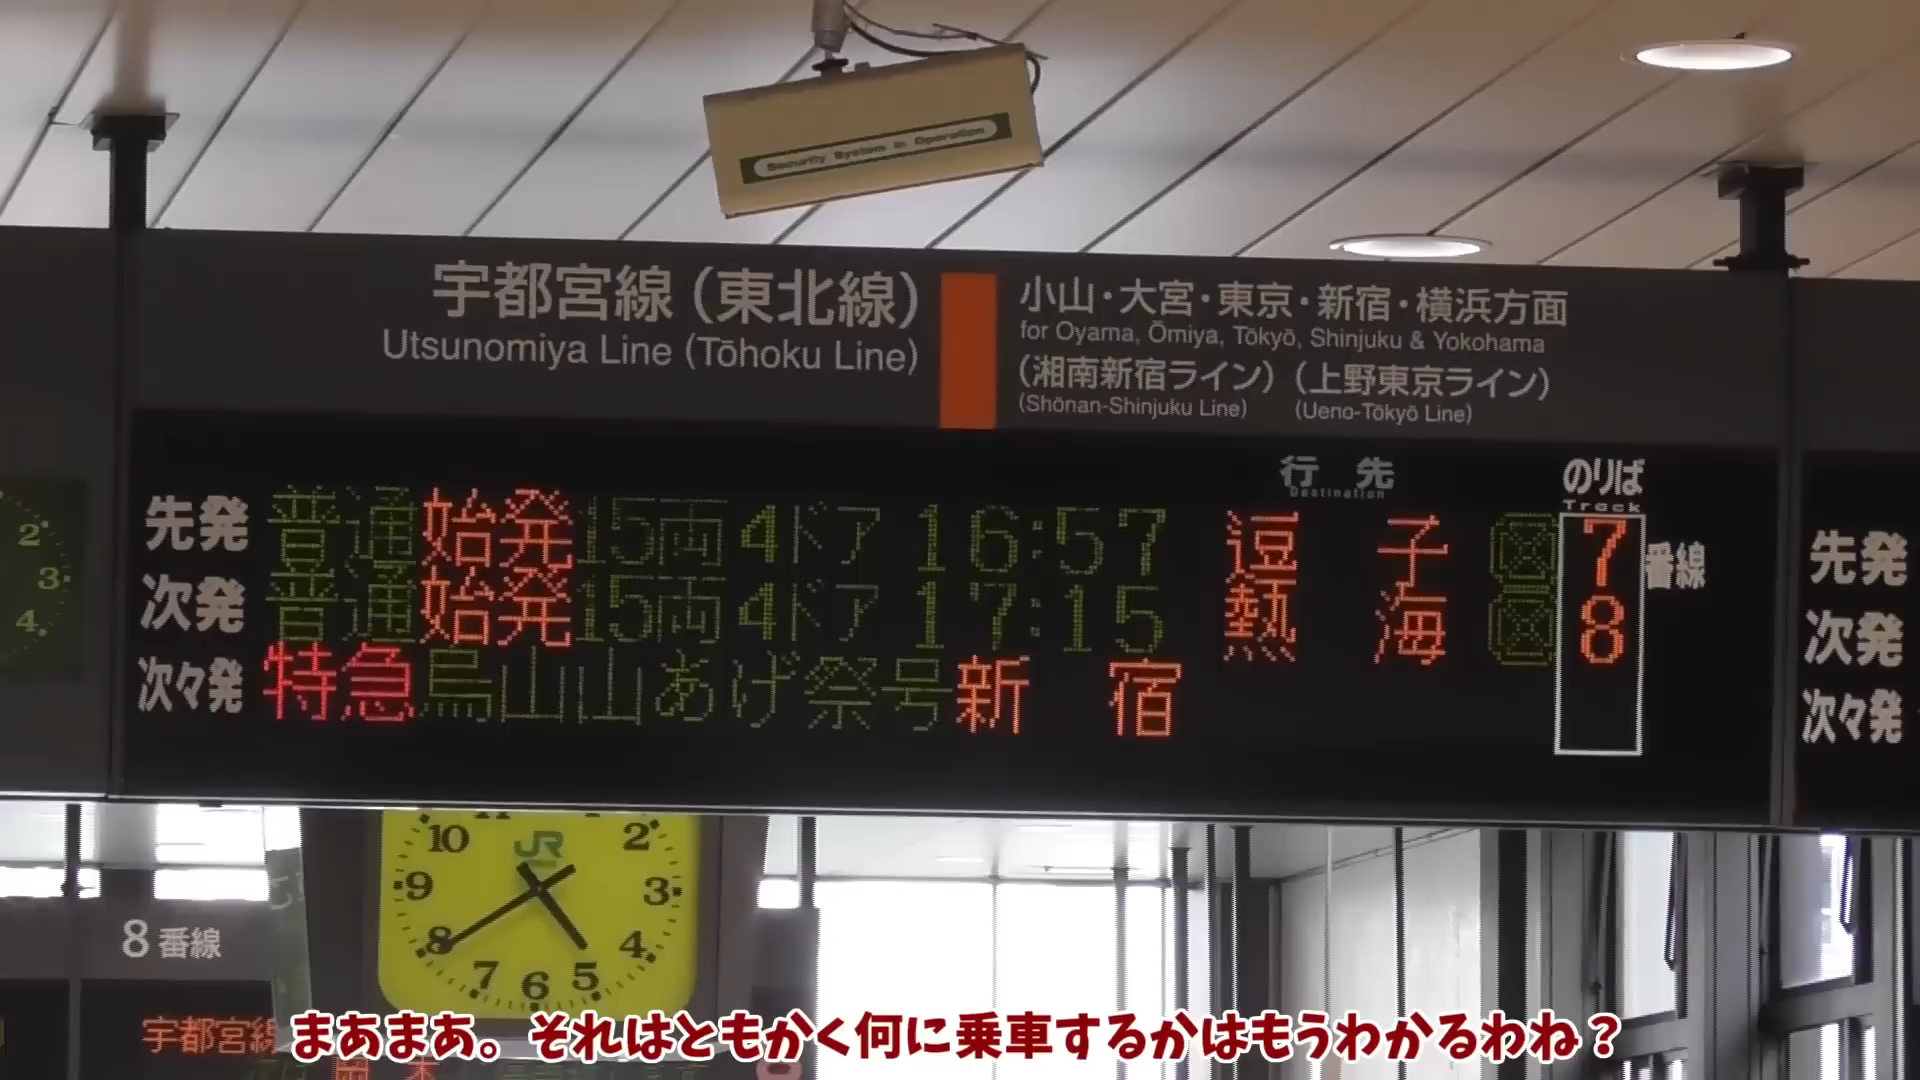 Security System in Operation
宇都宮線（東北線）
Utsunomiya Line (Tōhoku Line)
小山・大宮・東京・新宿・横浜方面
for Oyama, Ōmiya, Tōkyō, Shinjuku & Yokohama
（湘南新宿ライン）（上野東京ライン）
(Shōnan-Shinjuku Line) (Ueno-Tōkyō Line)
行先 のりば
Destination Track
先発 普通 始発 15両 4ドア 16:57 逗子 7 番線
次発 普通 始発 15両 4ドア 17:15 熱海 8
次々発 特急 烏山山あげ祭号 新宿
先発
次発
次々発
2
3
4
JR
10 2
9 3
8 4
7 6 5
8番線
宇都宮線
まあまあ。それはともかく何に乗車するかはもうわかるわね？